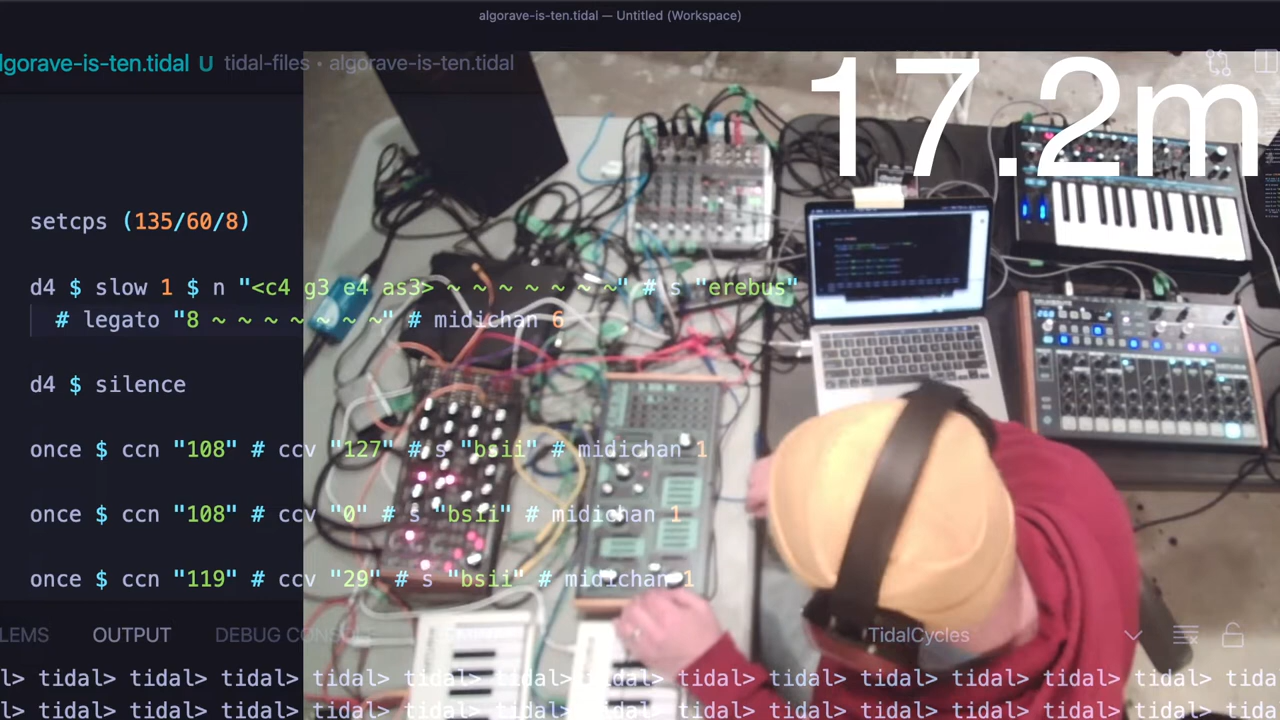 algorave-is-ten.tidal — Untitled (Workspace)
lgorave-is-ten.tidal U tidal-files • algorave-is-ten.tidal
17.2m
setcps (135/60/8)
d4 $ slow 1 $ n "<c4 g3 e4 as3> ~ ~ ~ ~ ~ ~ ~" # s "erebus"
# legato "8 ~ ~ ~ ~ ~ ~ ~" # midichan 6
d4 $ silence
once $ ccn "108" # ccv "127" # s "bsii" # midichan 1
once $ ccn "108" # ccv "0" # s "bsii" # midichan 1
once $ ccn "119" # ccv "29" # s "bsii" # midichan 1
LEMS OUTPUT DEBUG CONSOLE TidalCycles
l> tidal> tidal> tidal> tidal> tidal> tidal> tidal> tidal> tidal> tidal> tidal> tidal> tidal> tida
l> tidal> tidal> tidal> tidal> tidal> tidal> tidal> tidal> tidal> tidal> tidal> tidal> tidal> tida